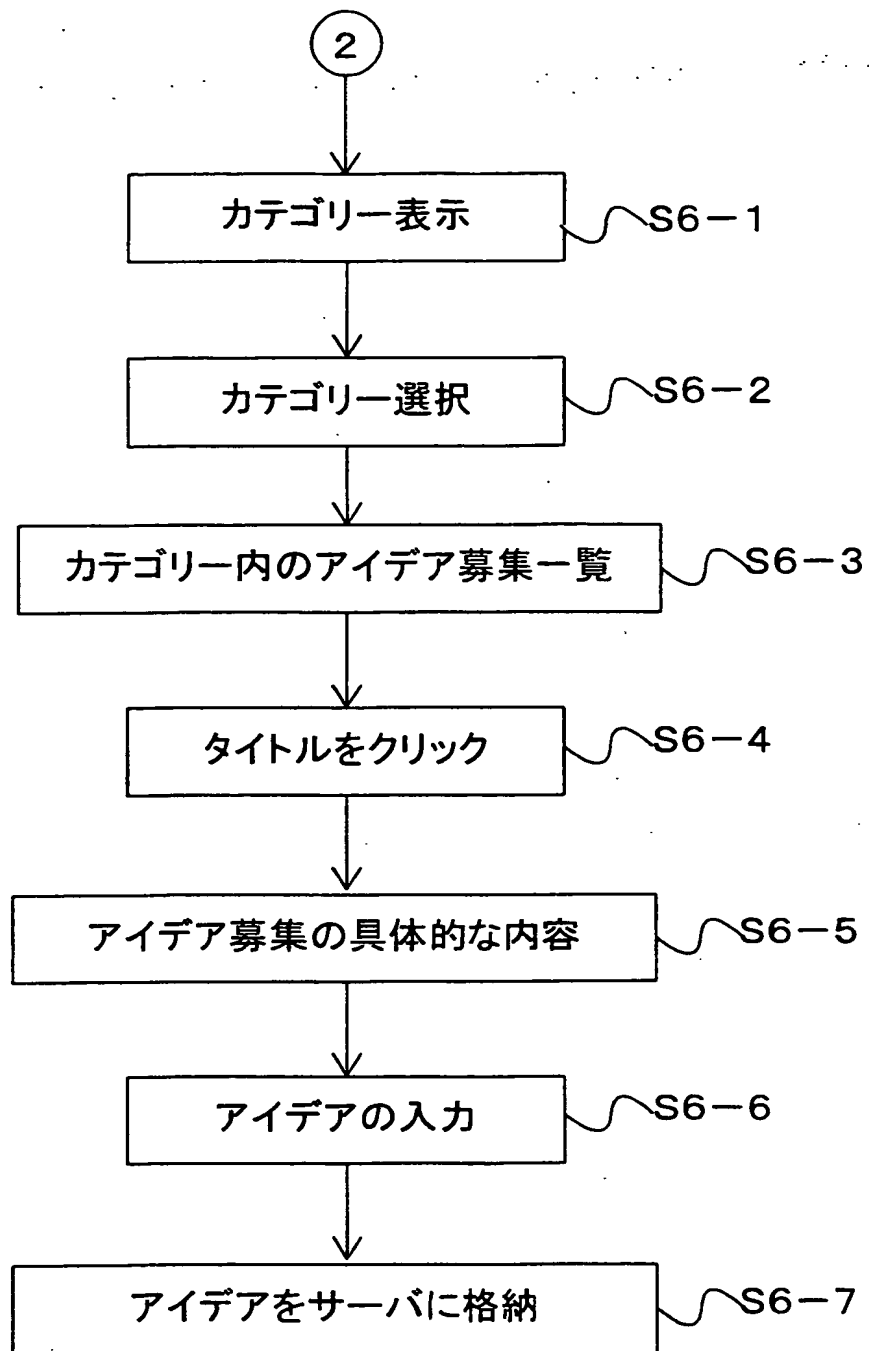 2
カテゴリー表示 S6-1
カテゴリー選択 S6-2
カテゴリー内のアイデア募集一覧 S6-3
タイトルをクリック S6-4
アイデア募集の具体的な内容 S6-5
アイデアの入力 S6-6
アイデアをサーバに格納 S6-7